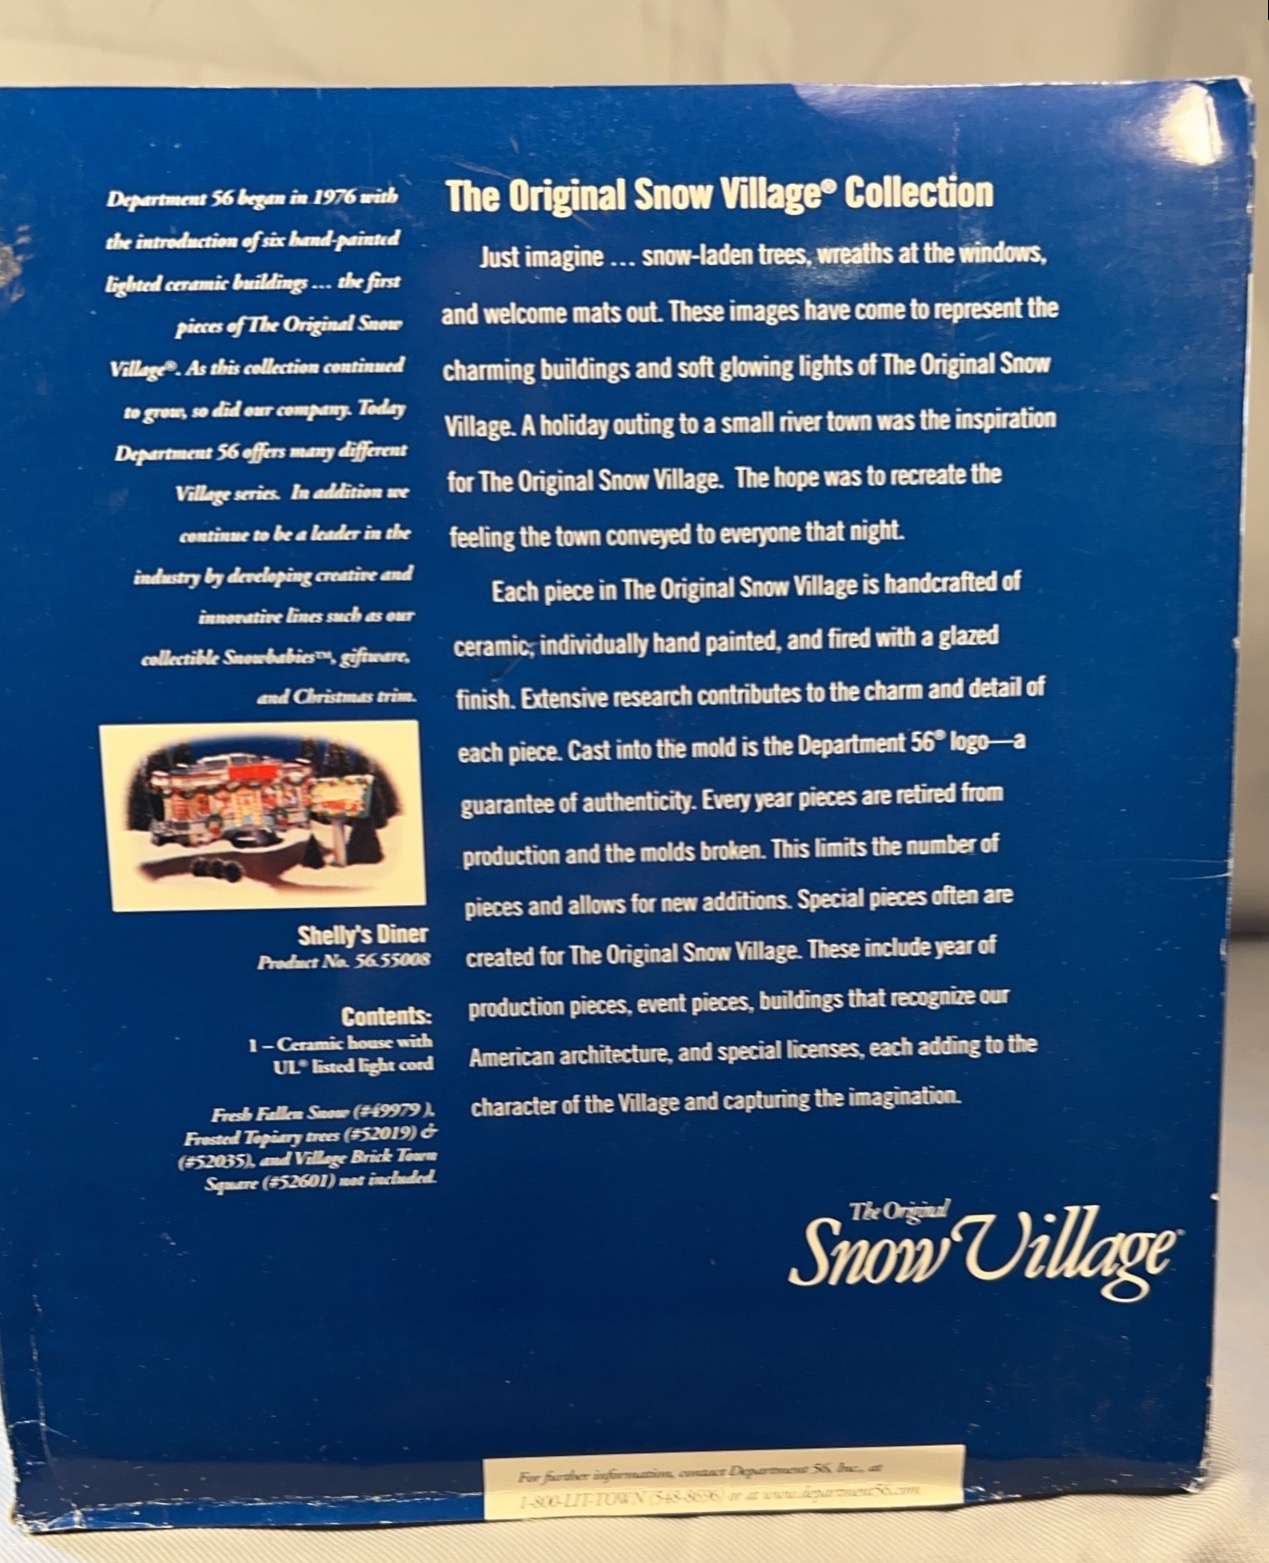 Department 56 began in 1976 with
the introduction of six hand-painted
lighted ceramic buildings ... the first
pieces of The Original Snow
Village®. As this collection continued
to grow, so did our company. Today
Department 56 offers many different
Village series. In addition we
continue to be a leader in the
industry by developing creative and
innovative lines such as our
collectible Snowbabies™, giftware,
and Christmas trim.
Shelly's Diner
Product No. 56.55008
Contents:
1 – Ceramic house with
UL® listed light cord
Fresh Fallen Snow (#49979 ),
Frosted Topiary trees (#52019) &
(#52035), and Village Brick Town
Square (#52601) not included.
The Original Snow Village® Collection
Just imagine ... snow-laden trees, wreaths at the windows,
and welcome mats out. These images have come to represent the
charming buildings and soft glowing lights of The Original Snow
Village. A holiday outing to a small river town was the inspiration
for The Original Snow Village. The hope was to recreate the
feeling the town conveyed to everyone that night.
Each piece in The Original Snow Village is handcrafted of
ceramic; individually hand painted, and fired with a glazed
finish. Extensive research contributes to the charm and detail of
each piece. Cast into the mold is the Department 56® logo—a
guarantee of authenticity. Every year pieces are retired from
production and the molds broken. This limits the number of
pieces and allows for new additions. Special pieces often are
created for The Original Snow Village. These include year of
production pieces, event pieces, buildings that recognize our
American architecture, and special licenses, each adding to the
character of the Village and capturing the imagination.
The Original
Snow Village™
For further information, contact Department 56, Inc., at
1-800-LIT-TOWN (548-8696) or at www.department56.com